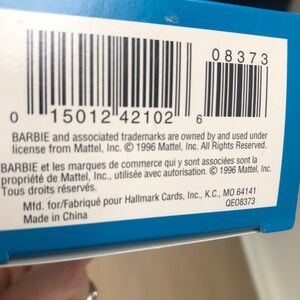 08373
0 15012 42102 6
BARBIE and associated trademarks are owned by and used under
license from Mattel, Inc. © 1996 Mattel, Inc. All Rights Reserved.
BARBIE et les marques de commerce qui y sont associées sont la
propriété de Mattel, Inc., utilisée avec autorisation. © 1996 Mattel, Inc.
Tous droits réservés.
Mfd. for/Fabriqué pour Hallmark Cards, Inc., K.C., MO 64141
Made in China QEO8373